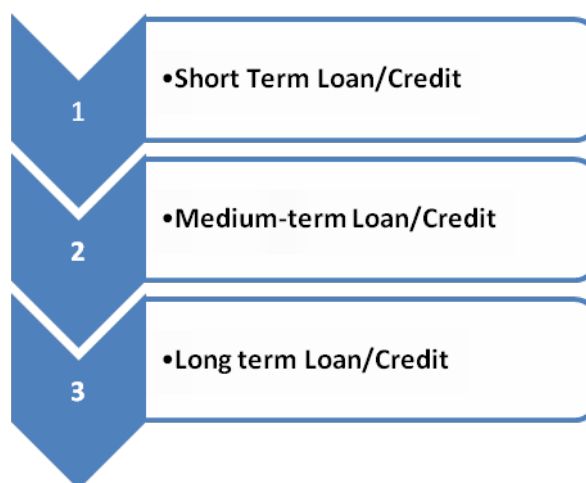 1
•Short Term Loan/Credit
2
•Medium-term Loan/Credit
3
•Long term Loan/Credit